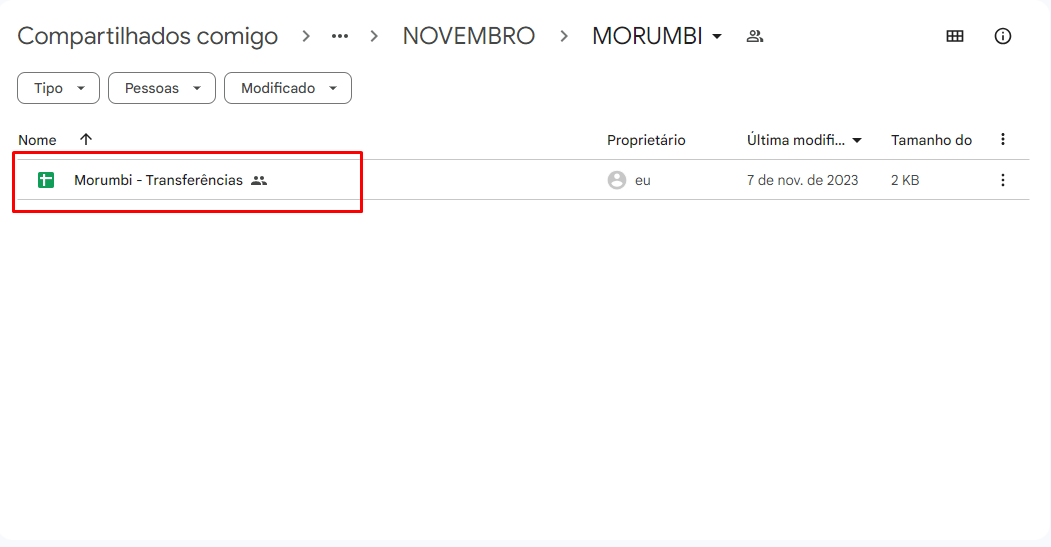 Compartilhados comigo > ... > NOVEMBRO > MORUMBI
Tipo Pessoas Modificado
Nome Proprietário Última modifi... Tamanho do
Morumbi - Transferências eu 7 de nov. de 2023 2 KB